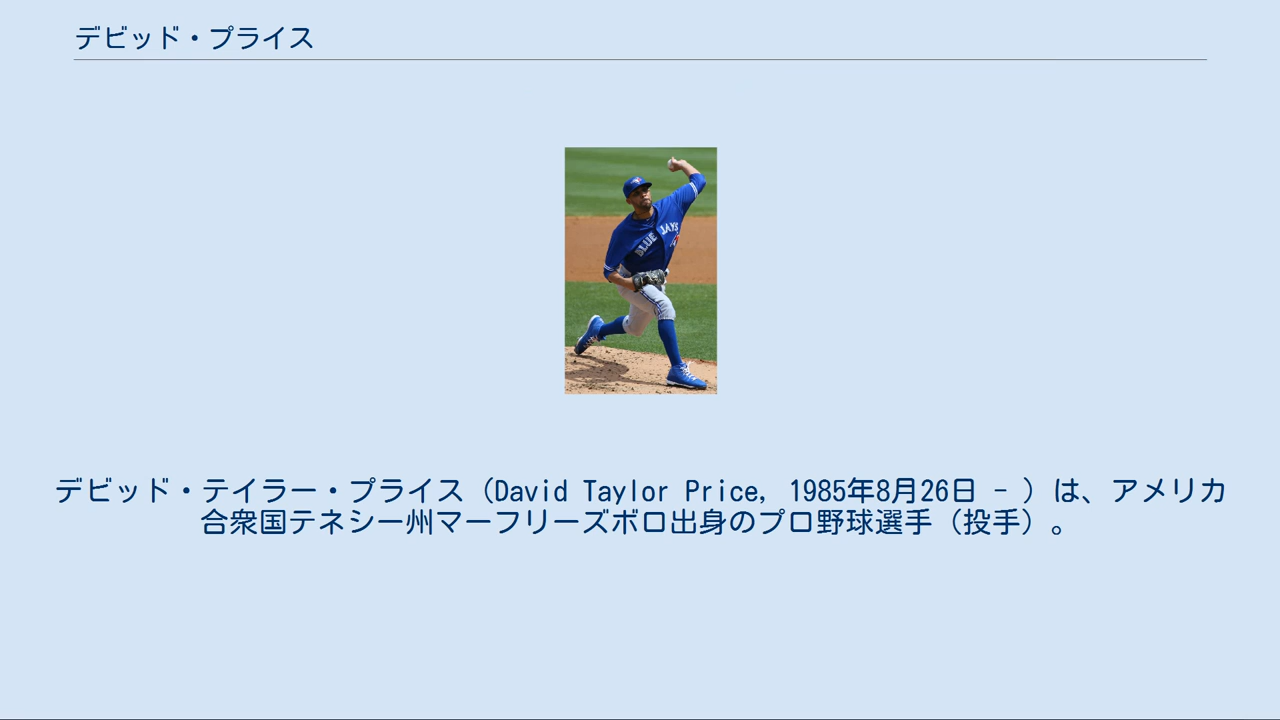 デビッド・プライス
BLUE JAYS
デビッド・テイラー・プライス（David Taylor Price, 1985年8月26日 - ）は、アメリカ
合衆国テネシー州マーフリーズボロ出身のプロ野球選手（投手）。